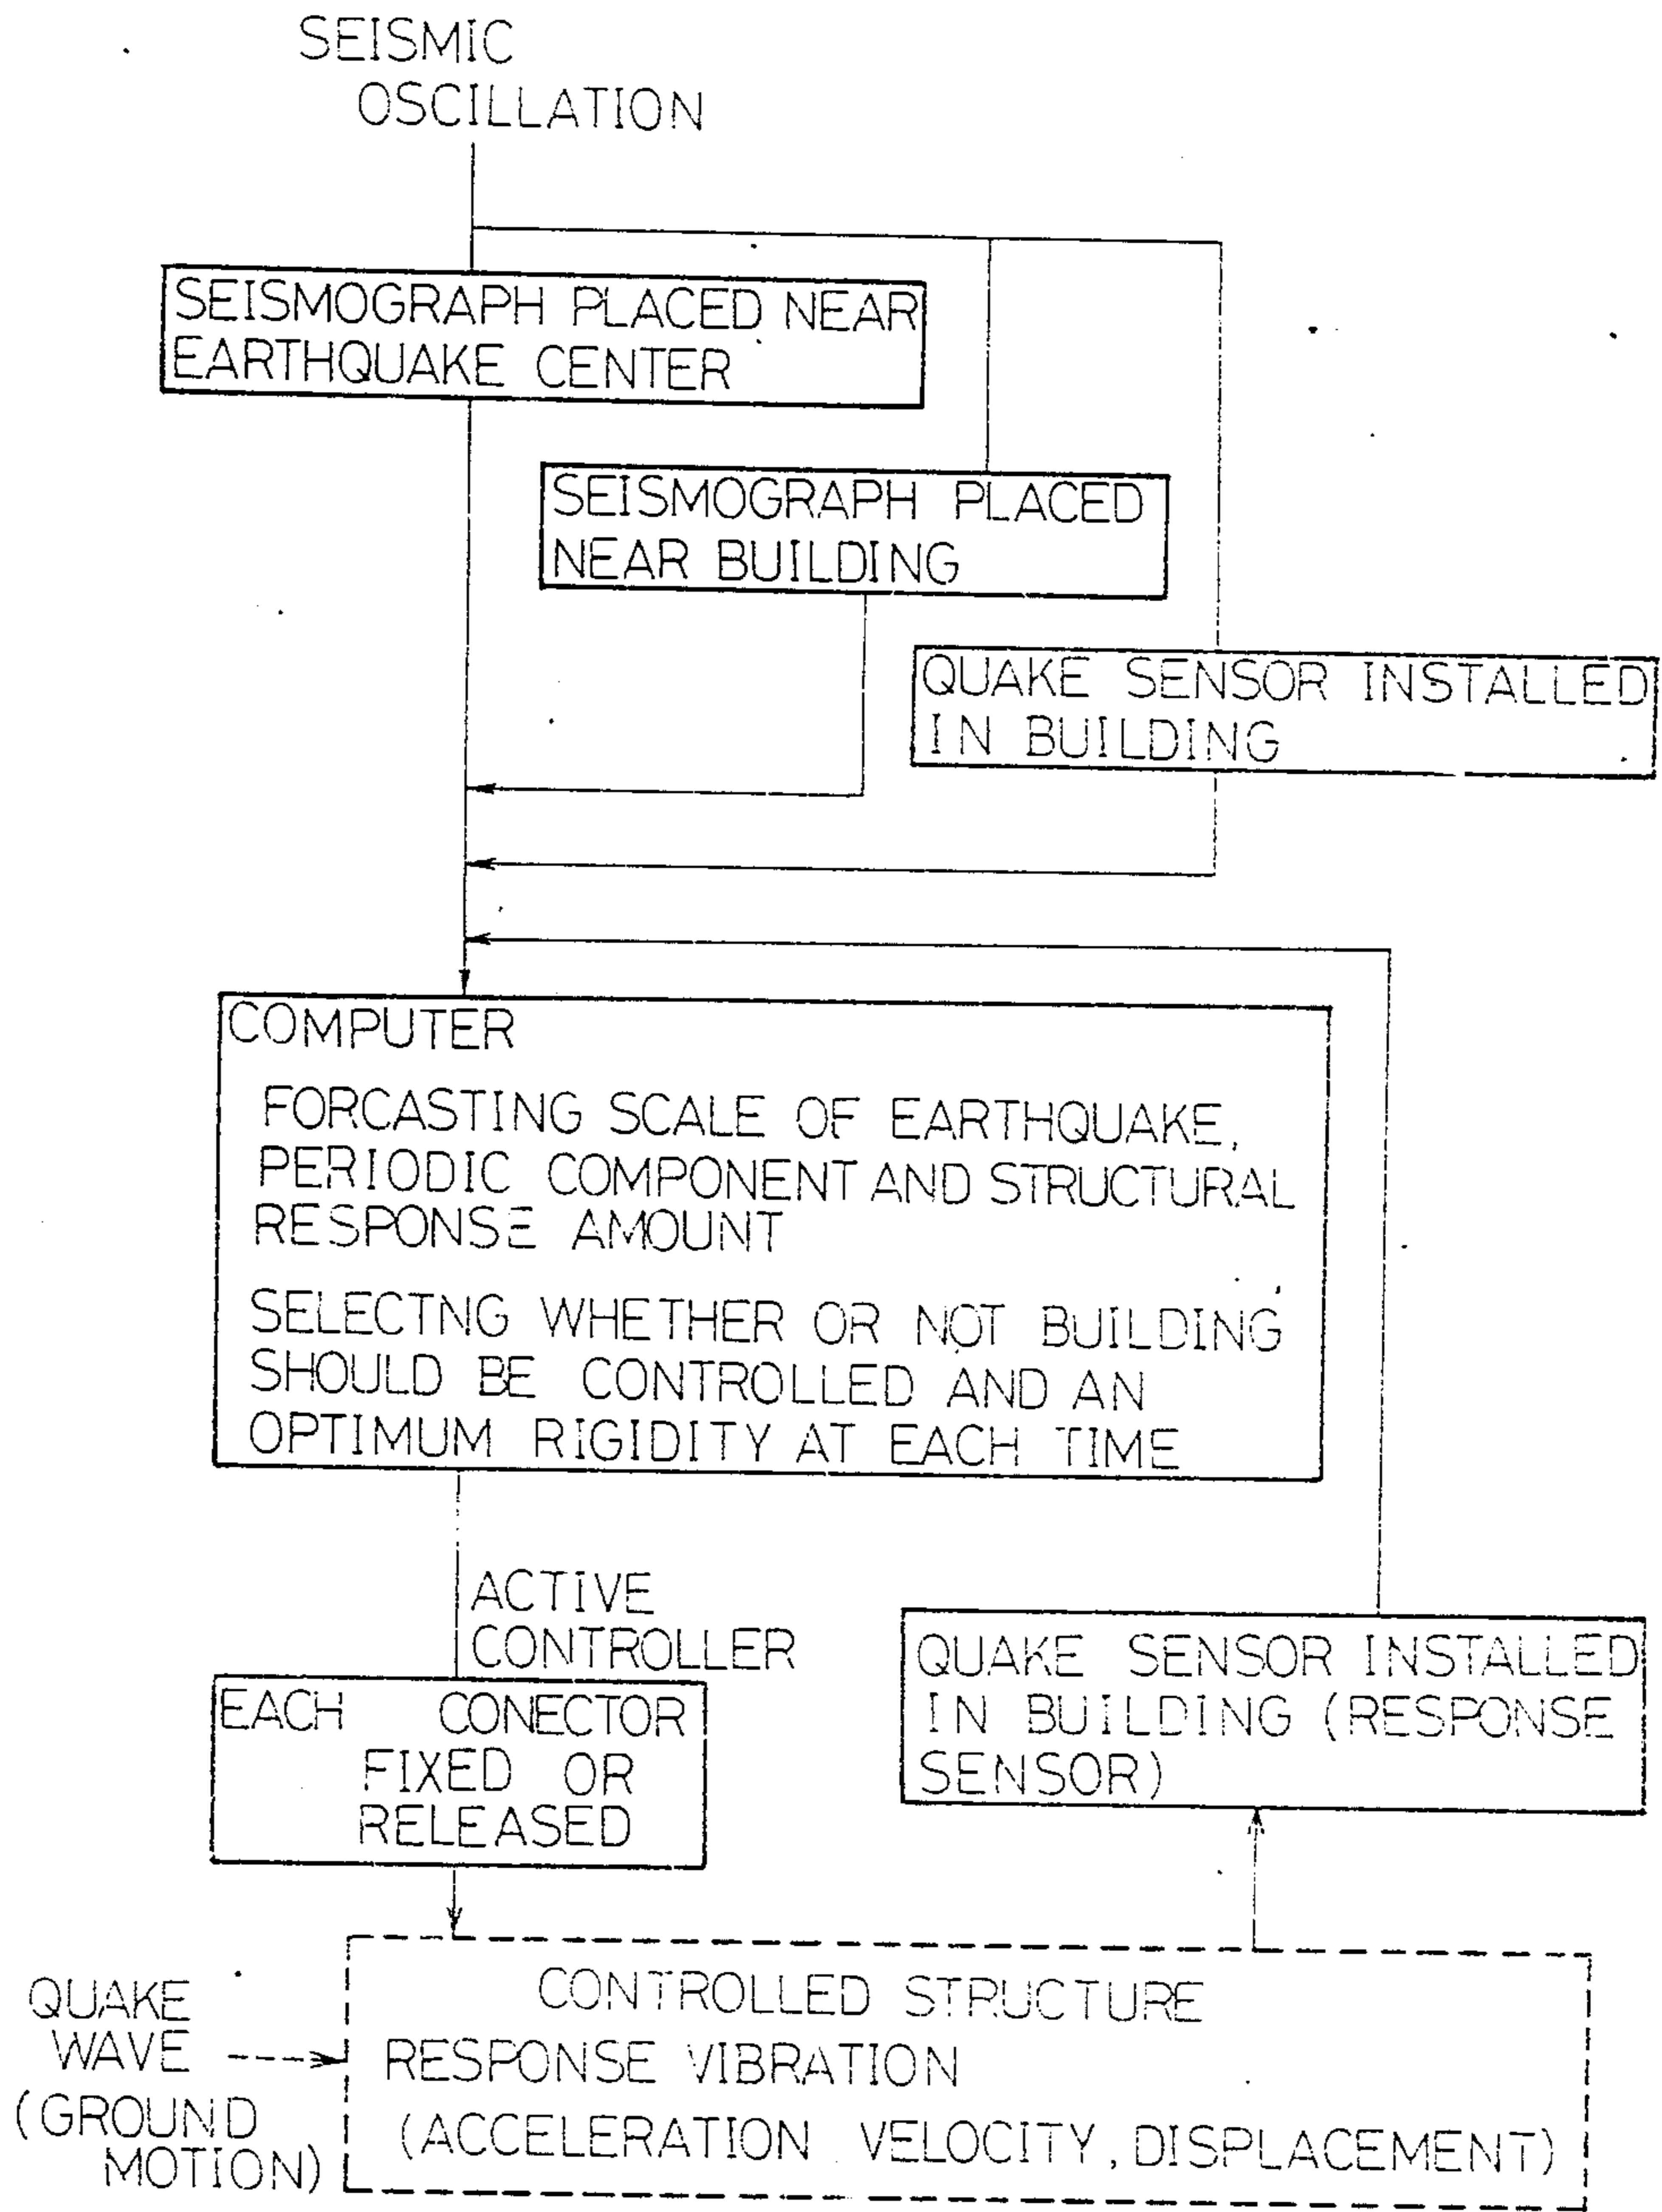 SEISMIC
OSCILLATION
SEISMOGRAPH PLACED NEAR
EARTHQUAKE CENTER
SEISMOGRAPH PLACED
NEAR BUILDING
QUAKE SENSOR INSTALLED
IN BUILDING
COMPUTER
FORCASTING SCALE OF EARTHQUAKE,
PERIODIC COMPONENT AND STRUCTURAL
RESPONSE AMOUNT
SELECTNG WHETHER OR NOT BUILDING
SHOULD BE CONTROLLED AND AN
OPTIMUM RIGIDITY AT EACH TIME
ACTIVE
CONTROLLER
EACH CONECTOR
FIXED OR
RELEASED
QUAKE SENSOR INSTALLED
IN BUILDING (RESPONSE
SENSOR)
QUAKE
WAVE
(GROUND
MOTION)
CONTROLLED STRUCTURE
RESPONSE VIBRATION
(ACCELERATION VELOCITY, DISPLACEMENT)